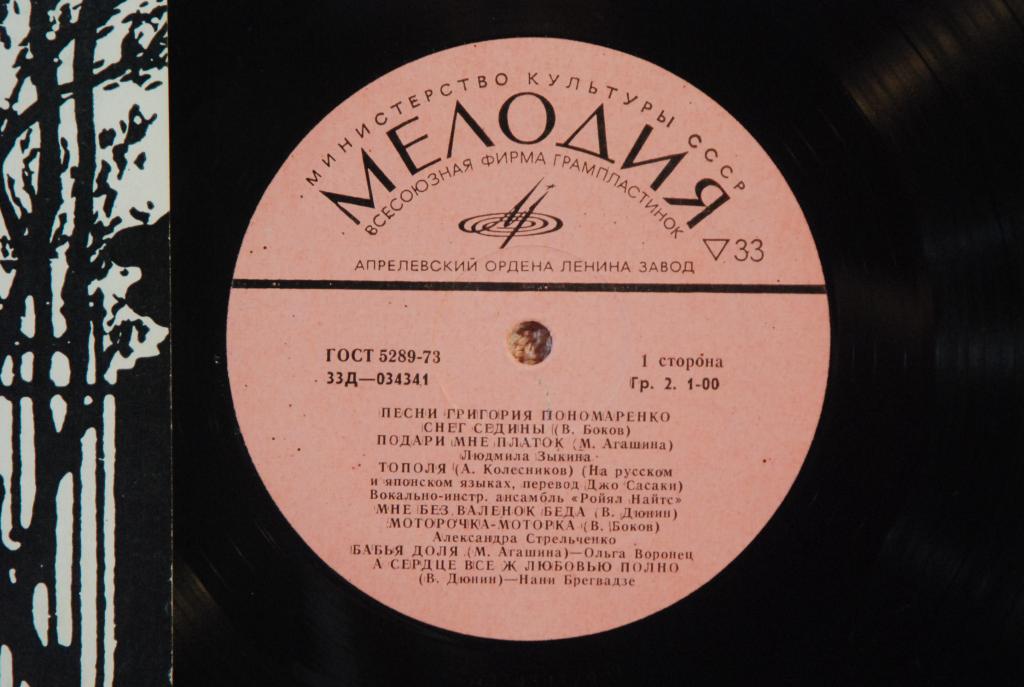 МИНИСТЕРСТВО КУЛЬТУРЫ СССР
МЕЛОДИЯ
ВСЕСОЮЗНАЯ ФИРМА ГРАМПЛАСТИНОК
▽33
АПРЕЛЕВСКИЙ ОРДЕНА ЛЕНИНА ЗАВОД
ГОСТ 5289-73
1 сторона
33Д—034341
Гр. 2. 1-00
ПЕСНИ ГРИГОРИЯ ПОНОМАРЕНКО
СНЕГ СЕДИНЫ (В. Боков)
ПОДАРИ МНЕ ПЛАТОК (М. Агашина)
Людмила Зыкина
ТОПОЛЯ (А. Колесников) (На русском
и японском языках, перевод Джо Сасаки)
Вокально-инстр. ансамбль «Ройял Найтс»
МНЕ БЕЗ ВАЛЕНОК БЕДА (В. Дюнин)
МОТОРОЧКА-МОТОРКА (В. Боков)
Александра Стрельченко
БАБЬЯ ДОЛЯ (М. Агашина)—Ольга Воронец
А СЕРДЦЕ ВСЕ Ж ЛЮБОВЬЮ ПОЛНО
(В. Дюнин)—Нани Брегвадзе